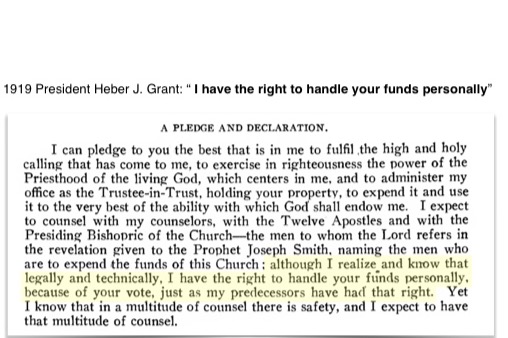 1919 President Heber J. Grant: “ I have the right to handle your funds personally”
A PLEDGE AND DECLARATION.
I can pledge to you the best that is in me to fulfil the high and holy
calling that has come to me, to exercise in righteousness the power of the
Priesthood of the living God, which centers in me, and to administer my
office as the Trustee-in-Trust, holding your property, to expend it and use
it to the very best of the ability with which God shall endow me. I expect
to counsel with my counselors, with the Twelve Apostles and with the
Presiding Bishopric of the Church—the men to whom the Lord refers in
the revelation given to the Prophet Joseph Smith, naming the men who
are to expend the funds of this Church; although I realize and know that
legally and technically, I have the right to handle your funds personally,
because of your vote, just as my predecessors have had that right. Yet
I know that in a multitude of counsel there is safety, and I expect to have
that multitude of counsel.